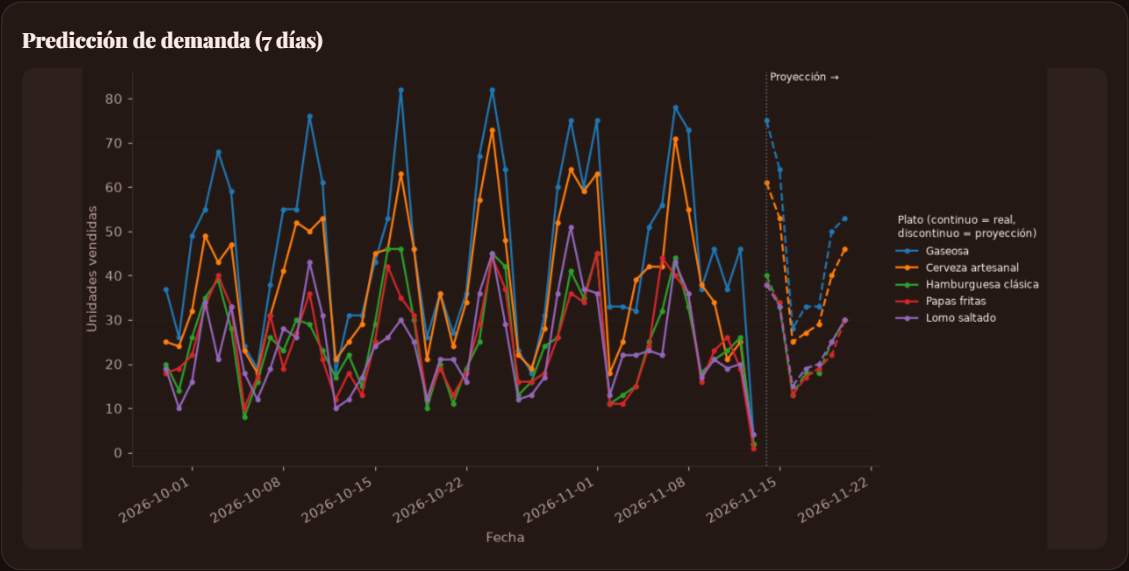 Predicción de demanda (7 días)
Proyección →
80
70
60
50
40
30
20
10
0
Unidades vendidas
2026-10-01
2026-10-08
2026-10-15
2026-10-22
2026-11-01
2026-11-08
2026-11-15
2026-11-22
Fecha
Plato (continuo = real,
discontinuo = proyección)
Gaseosa
Cerveza artesanal
Hamburguesa clásica
Papas fritas
Lomo saltado